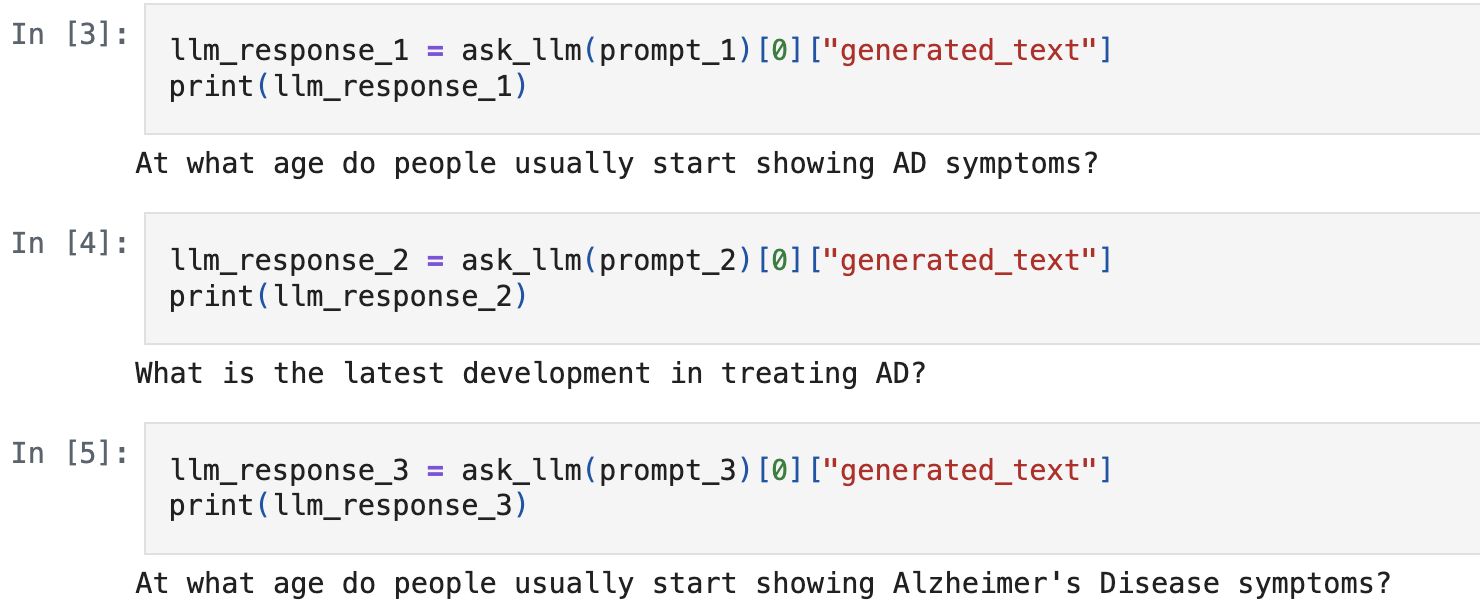 In [3]:
llm_response_1 = ask_llm(prompt_1)[0]["generated_text"]
print(llm_response_1)
At what age do people usually start showing AD symptoms?
In [4]:
llm_response_2 = ask_llm(prompt_2)[0]["generated_text"]
print(llm_response_2)
What is the latest development in treating AD?
In [5]:
llm_response_3 = ask_llm(prompt_3)[0]["generated_text"]
print(llm_response_3)
At what age do people usually start showing Alzheimer's Disease symptoms?